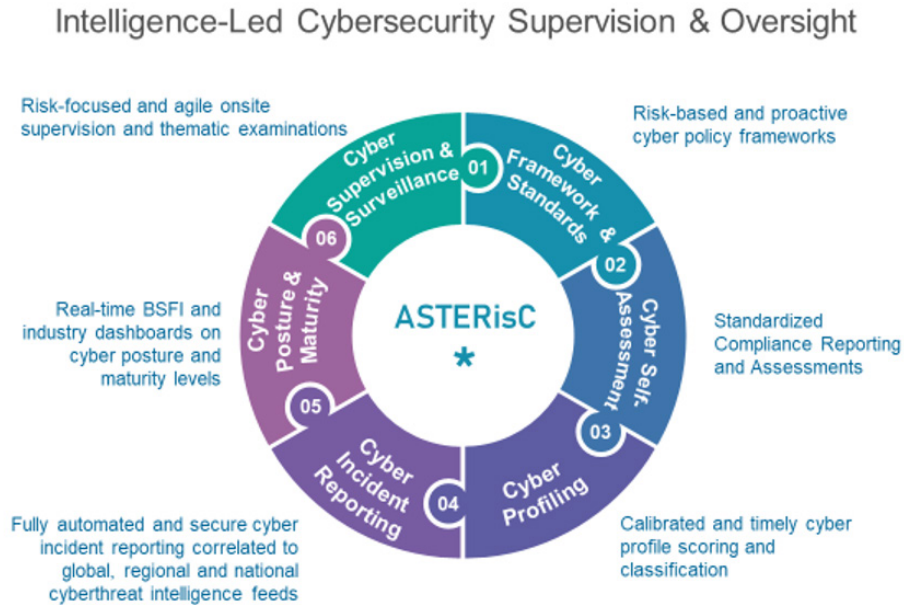 Intelligence-Led Cybersecurity Supervision & Oversight
Risk-focused and agile onsite
supervision and thematic examinations
Risk-based and proactive
cyber policy frameworks
01
Cyber
Framework &
Standards
02
Cyber Self-
Assessment
Standardized
Compliance Reporting
and Assessments
03
Cyber
Profiling
Calibrated and timely cyber
profile scoring and
classification
04
Cyber
Incident
Reporting
Fully automated and secure cyber
incident reporting correlated to
global, regional and national
cyberthreat intelligence feeds
05
Cyber
Posture &
Maturity
Real-time BSFI and
industry dashboards on
cyber posture and
maturity levels
06
Cyber
Supervision &
Surveillance
ASTERisC
*